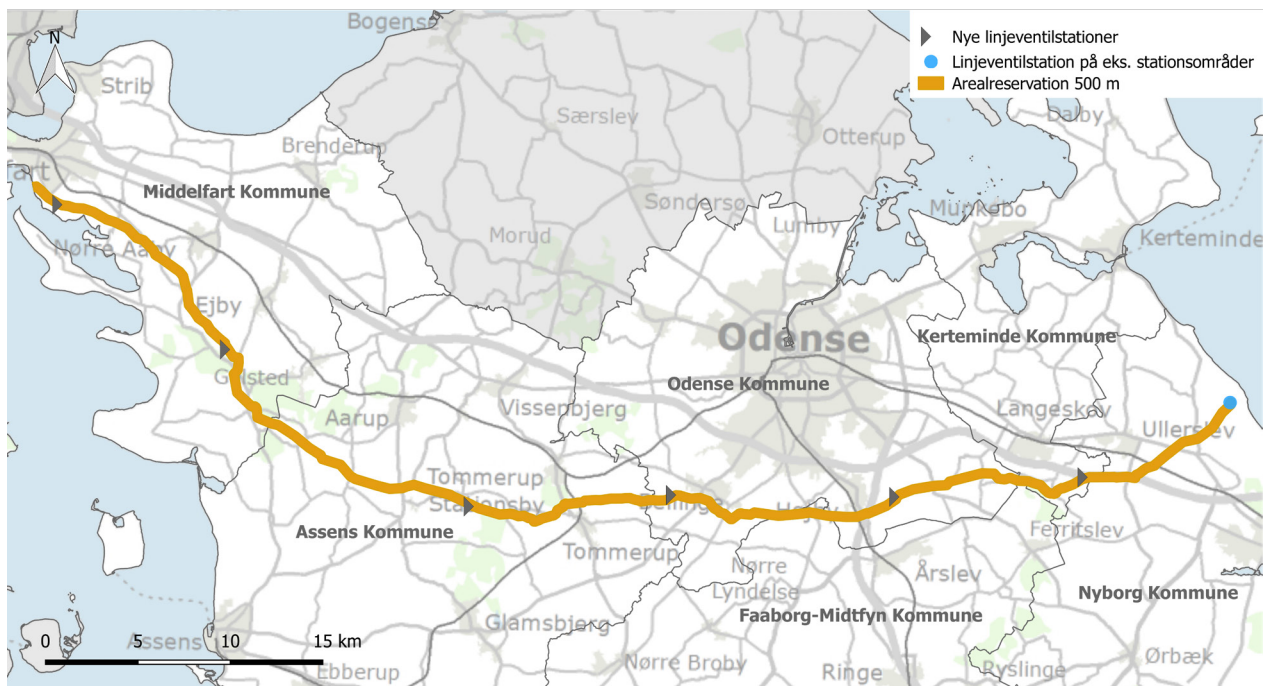 Nye linjeventilstationer
Linjeventilstation på eks. stationsområder
Arealreservation 500 m
Bogense
N
Strib
Særslev
Dalby
Otterup
Brenderup
art
Middelfart Kommune
Søndersø
Munkebo
Lumby
Nørre Aaby
Morud
Kerteminde
Ejby
Odense
Kerteminde Kommune
Gelsted
Odense Kommune
Aarup
Vissenbjerg
Langeskov
Ullerslev
Tommerup
Stationsby
Bellinge
Højby
Assens Kommune
Ferritslev
Tommerup
Nørre
Lyndelse
Årslev
Nyborg Kommune
Faaborg-Midtfyn Kommune
Glamsbjerg
0 5 10 15 km
Assens
Ebberup
Nørre Broby
Ringe
Ryslinge
Ørbæk